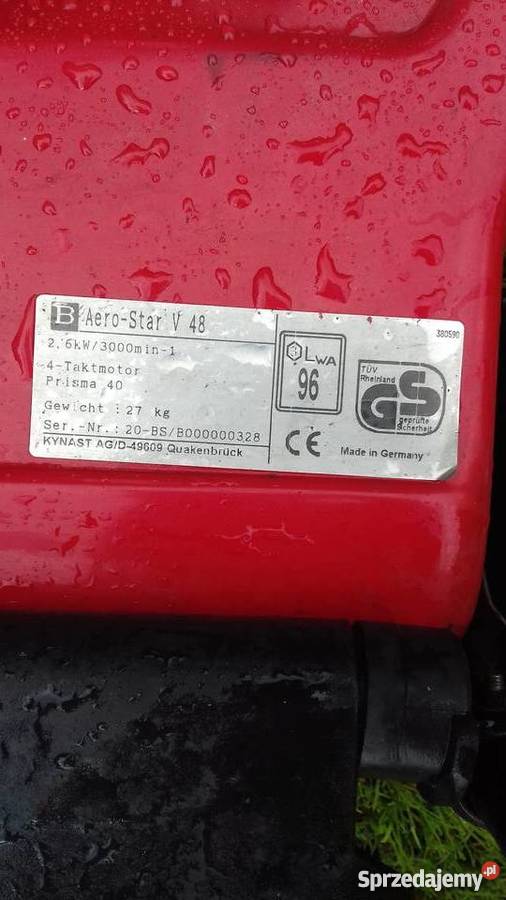 B Aero-Star V 48
380590
2,6kW/3000min-1
4-Taktmotor
Prisma 40
Gewicht : 27 kg
Ser.-Nr.: 20-BS/B000000328
KYNAST AG/D-49609 Quakenbrück
LWA
96
CE
TÜV
Rheinland
GS
geprüfte
Sicherheit
Made in Germany
Sprzedajemy.pl